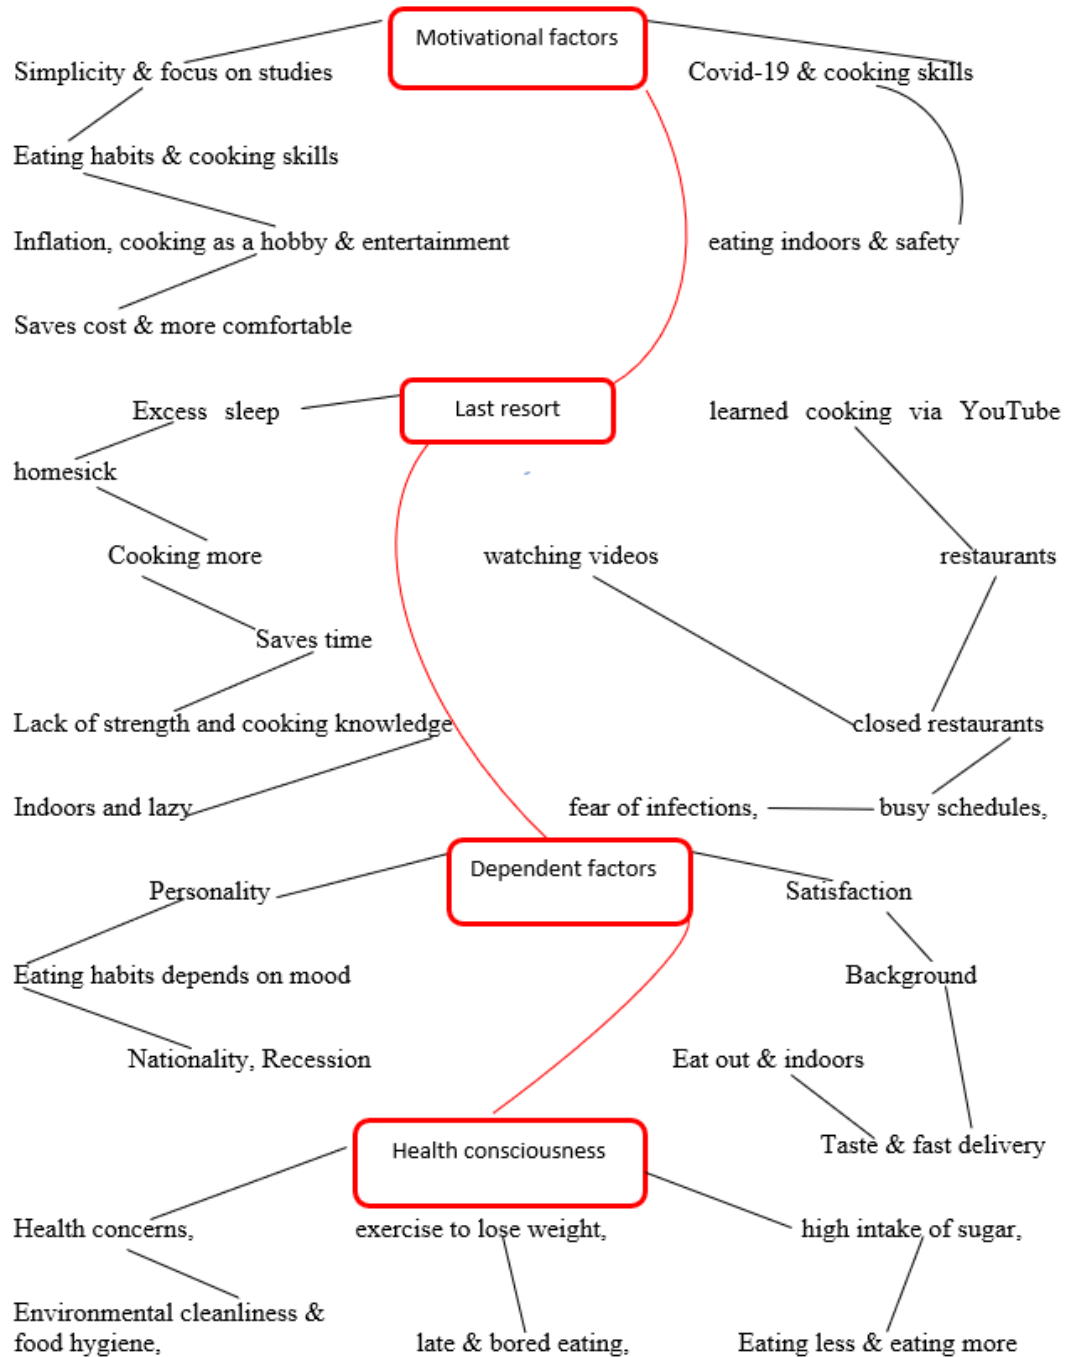 Motivational factors
Simplicity & focus on studies
Covid-19 & cooking skills
Eating habits & cooking skills
Inflation, cooking as a hobby & entertainment
eating indoors & safety
Saves cost & more comfortable
Last resort
Excess sleep
learned cooking via YouTube
homesick
Cooking more
watching videos
restaurants
Saves time
Lack of strength and cooking knowledge
closed restaurants
Indoors and lazy
fear of infections,
busy schedules,
Dependent factors
Personality
Satisfaction
Eating habits depends on mood
Background
Nationality, Recession
Eat out & indoors
Taste & fast delivery
Health consciousness
Health concerns,
exercise to lose weight,
high intake of sugar,
Environmental cleanliness &
food hygiene,
late & bored eating,
Eating less & eating more